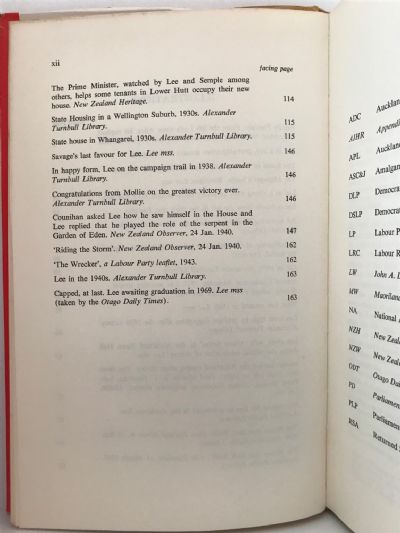 xii
facing page
The Prime Minister, watched by Lee and Semple among
others, helps some tenants in Lower Hutt occupy their new
house. New Zealand Heritage. 114
State Housing in a Wellington Suburb, 1930s. Alexander
Turnbull Library. 115
State house in Whangarei, 1930s. Alexander Turnbull Library. 115
Savage's last favour for Lee. Lee mss. 146
In happy form, Lee on the campaign trail in 1938. Alexander
Turnbull Library. 146
Congratulations from Mollie on the greatest victory ever.
Alexander Turnbull Library. 146
Counihan asked Lee how he saw himself in the House and
Lee replied that he played the role of the serpent in the
Garden of Eden. New Zealand Observer, 24 Jan. 1940. 147
'Riding the Storm'. New Zealand Observer, 24 Jan. 1940. 162
'The Wrecker', a Labour Party leaflet, 1943. 162
Lee in the 1940s. Alexander Turnbull Library. 163
Capped, at last. Lee awaiting graduation in 1969. Lee mss
(taken by the Otago Daily Times). 163
ADC Auckland
AJHR Appendi
APL Auckland
ASC&J Amalgan
DLP Democrat
DSLP Democrat
LP Labour P
LRC Labour R
LW John A. L
MW Maoriland
NA National A
NZH New Zeal
NZW New Zeala
ODT Otago Dai
PD Parliamen
PLP Parliamen
RSA Returned